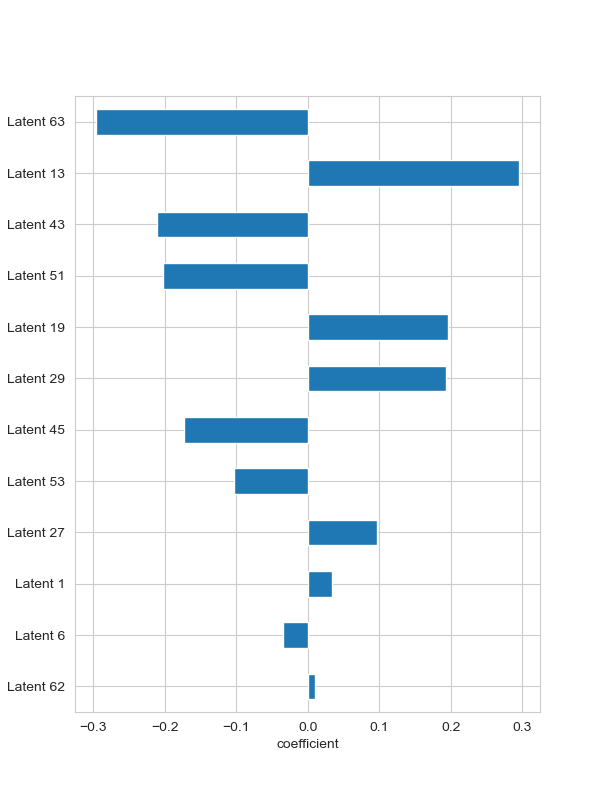 Latent 63
Latent 13
Latent 43
Latent 51
Latent 19
Latent 29
Latent 45
Latent 53
Latent 27
Latent 1
Latent 6
Latent 62
−0.3 −0.2 −0.1 0.0 0.1 0.2 0.3
coefficient